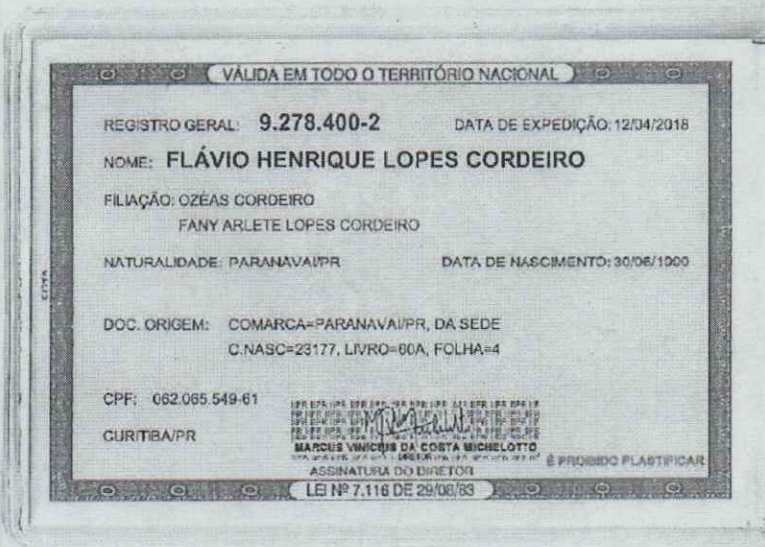 VÁLIDA EM TODO O TERRITÓRIO NACIONAL
REGISTRO GERAL: 9.278.400-2 DATA DE EXPEDIÇÃO: 12/04/2018
NOME: FLÁVIO HENRIQUE LOPES CORDEIRO
FILIAÇÃO: OZÉAS CORDEIRO
FANY ARLETE LOPES CORDEIRO
NATURALIDADE: PARANAVAI/PR DATA DE NASCIMENTO:
DOC. ORIGEM: COMARCA=PARANAVAI/PR, DA SEDE
C.NASC=23177, LIVRO=60A, FOLHA=4
CPF: 062.065.549-61
CURITIBA/PR
MARCUS VINICIUS DA COSTA MICHELOTTO
É PROIBIDO PLASTIFICAR
ASSINATURA DO DIRETOR
LEI Nº 7.116 DE 29/08/83